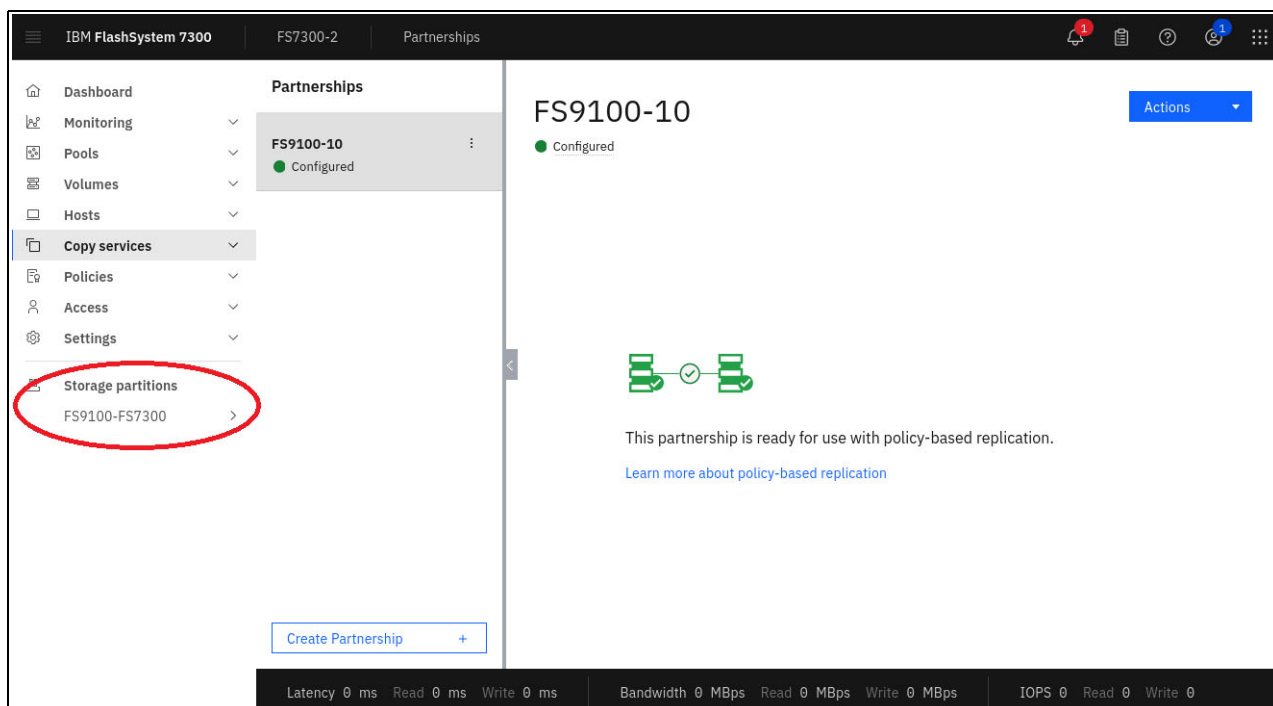 IBM FlashSystem 7300 FS7300-2 Partnerships 1 1
Dashboard
Monitoring
Pools
Volumes
Hosts
Copy services
Policies
Access
Settings
Storage partitions
FS9100-FS7300
Partnerships
FS9100-10
Configured
Create Partnership +
FS9100-10
Configured
Actions
This partnership is ready for use with policy-based replication.
Learn more about policy-based replication
Latency 0 ms Read 0 ms Write 0 ms Bandwidth 0 MBps Read 0 MBps Write 0 MBps IOPS 0 Read 0 Write 0